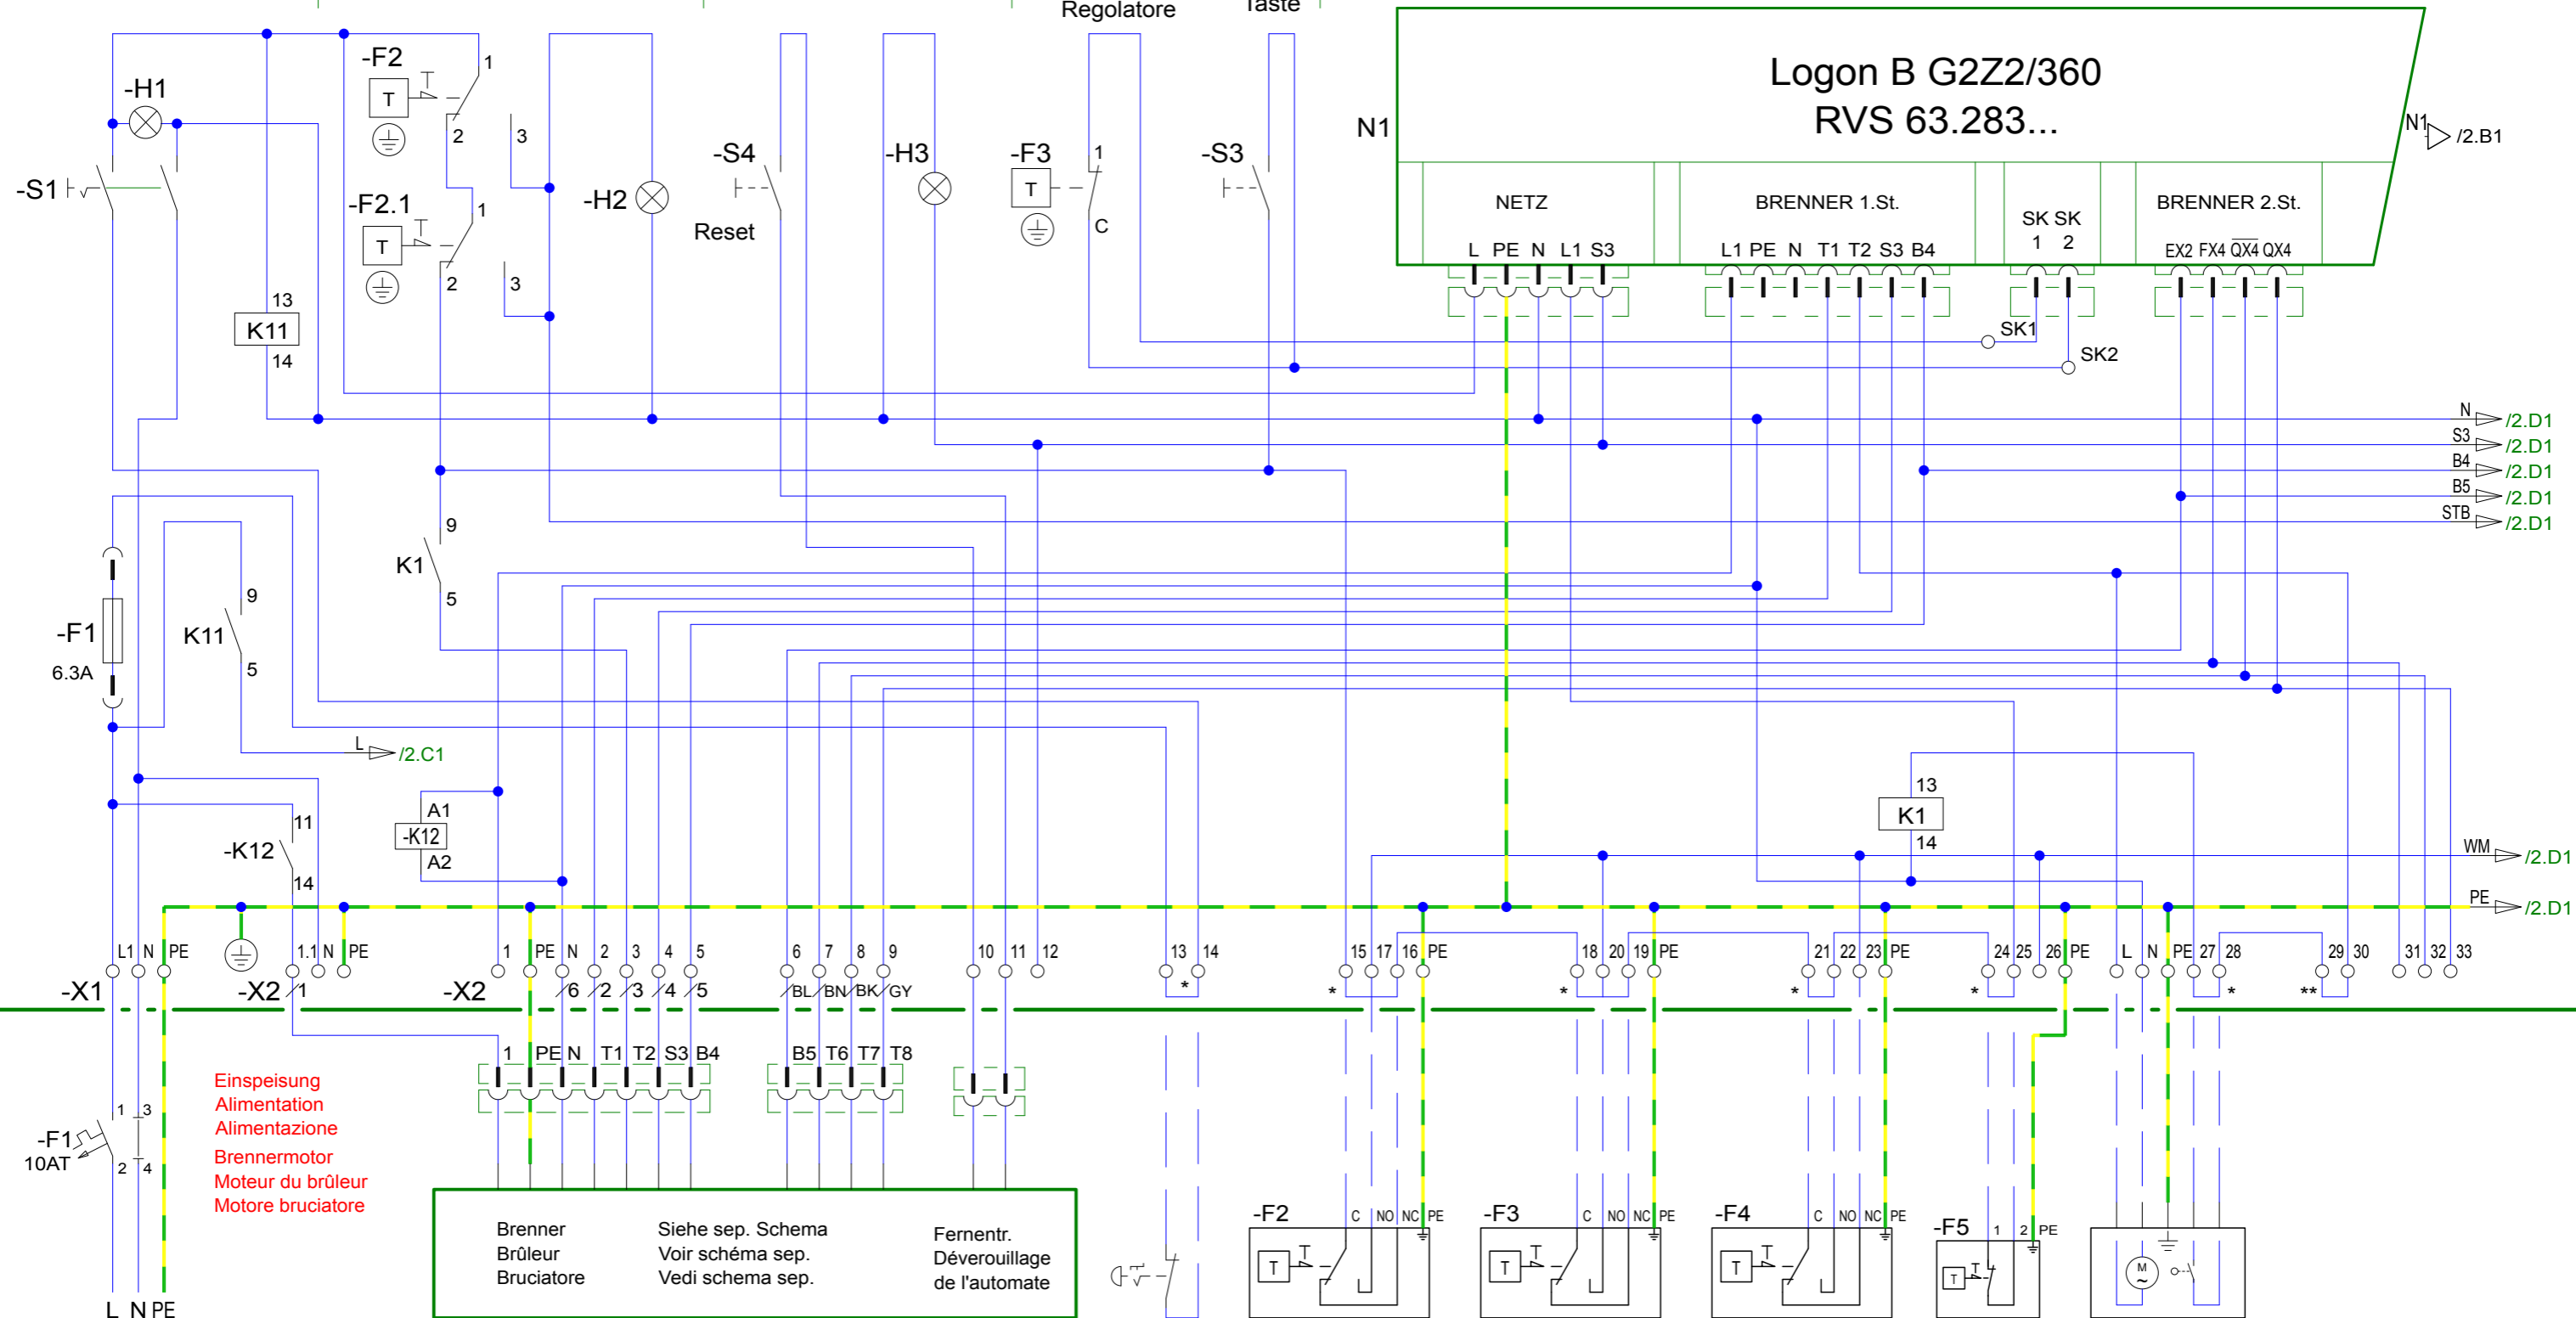 Regolatore
Taste
Logon B G2Z2/360
RVS 63.283...
N1
N1
/2.B1
-F2
T
1
2
3
-H1
-S1
-F2.1
T
1
2
3
-H2
-S4
Reset
-H3
-F3
T
1
C
-S3
NETZ
BRENNER 1.St.
SK SK
1 2
BRENNER 2.St.
L PE N L1 S3
L1 PE N T1 T2 S3 B4
EX2 FX4 QX4 QX4
13
K11
14
SK1
SK2
N /2.D1
S3 /2.D1
B4 /2.D1
B5 /2.D1
STB /2.D1
9
K1
5
-F1
6.3A
9
K11
5
L /2.C1
A1
-K12
A2
11
-K12
14
13
K1
14
WM /2.D1
PE /2.D1
L1 N PE
1.1 N PE
1 PE N 2 3 4 5
6 7 8 9
10 11 12
13 14
15 17 16 PE
18 20 19 PE
21 22 23 PE
24 25 26 PE
L N PE 27 28
29 30
31 32 33
-X1
-X2
1
-X2
6 2 3 4 5
BL BN BK GY
* * * * * * **
1 PE N T1 T2 S3 B4
B5 T6 T7 T8
Einspeisung
Alimentation
Alimentazione
Brennermotor
Moteur du brûleur
Motore bruciatore
-F1
10AT
1 3
2 4
L N PE
Brenner
Brûleur
Bruciatore
Siehe sep. Schema
Voir schéma sep.
Vedi schema sep.
Fernentr.
Déverouillage
de l'automate
-F2
C NO NC PE
T
-F3
C NO NC PE
T
-F4
C NO NC PE
T
-F5
1 2 PE
T
M
~